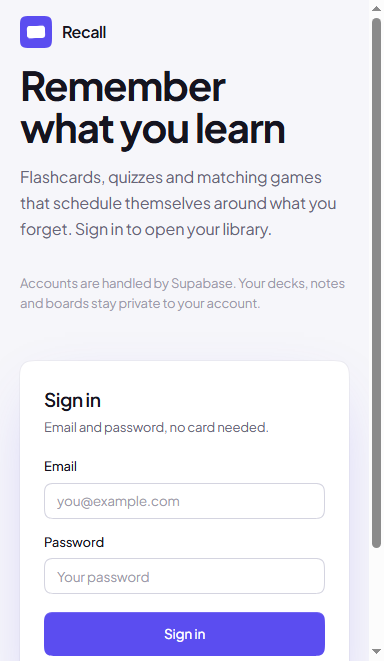 Recall
Remember
what you learn
Flashcards, quizzes and matching games
that schedule themselves around what you
forget. Sign in to open your library.
Accounts are handled by Supabase. Your decks, notes
and boards stay private to your account.
Sign in
Email and password, no card needed.
Email
you@example.com
Password
Your password
Sign in